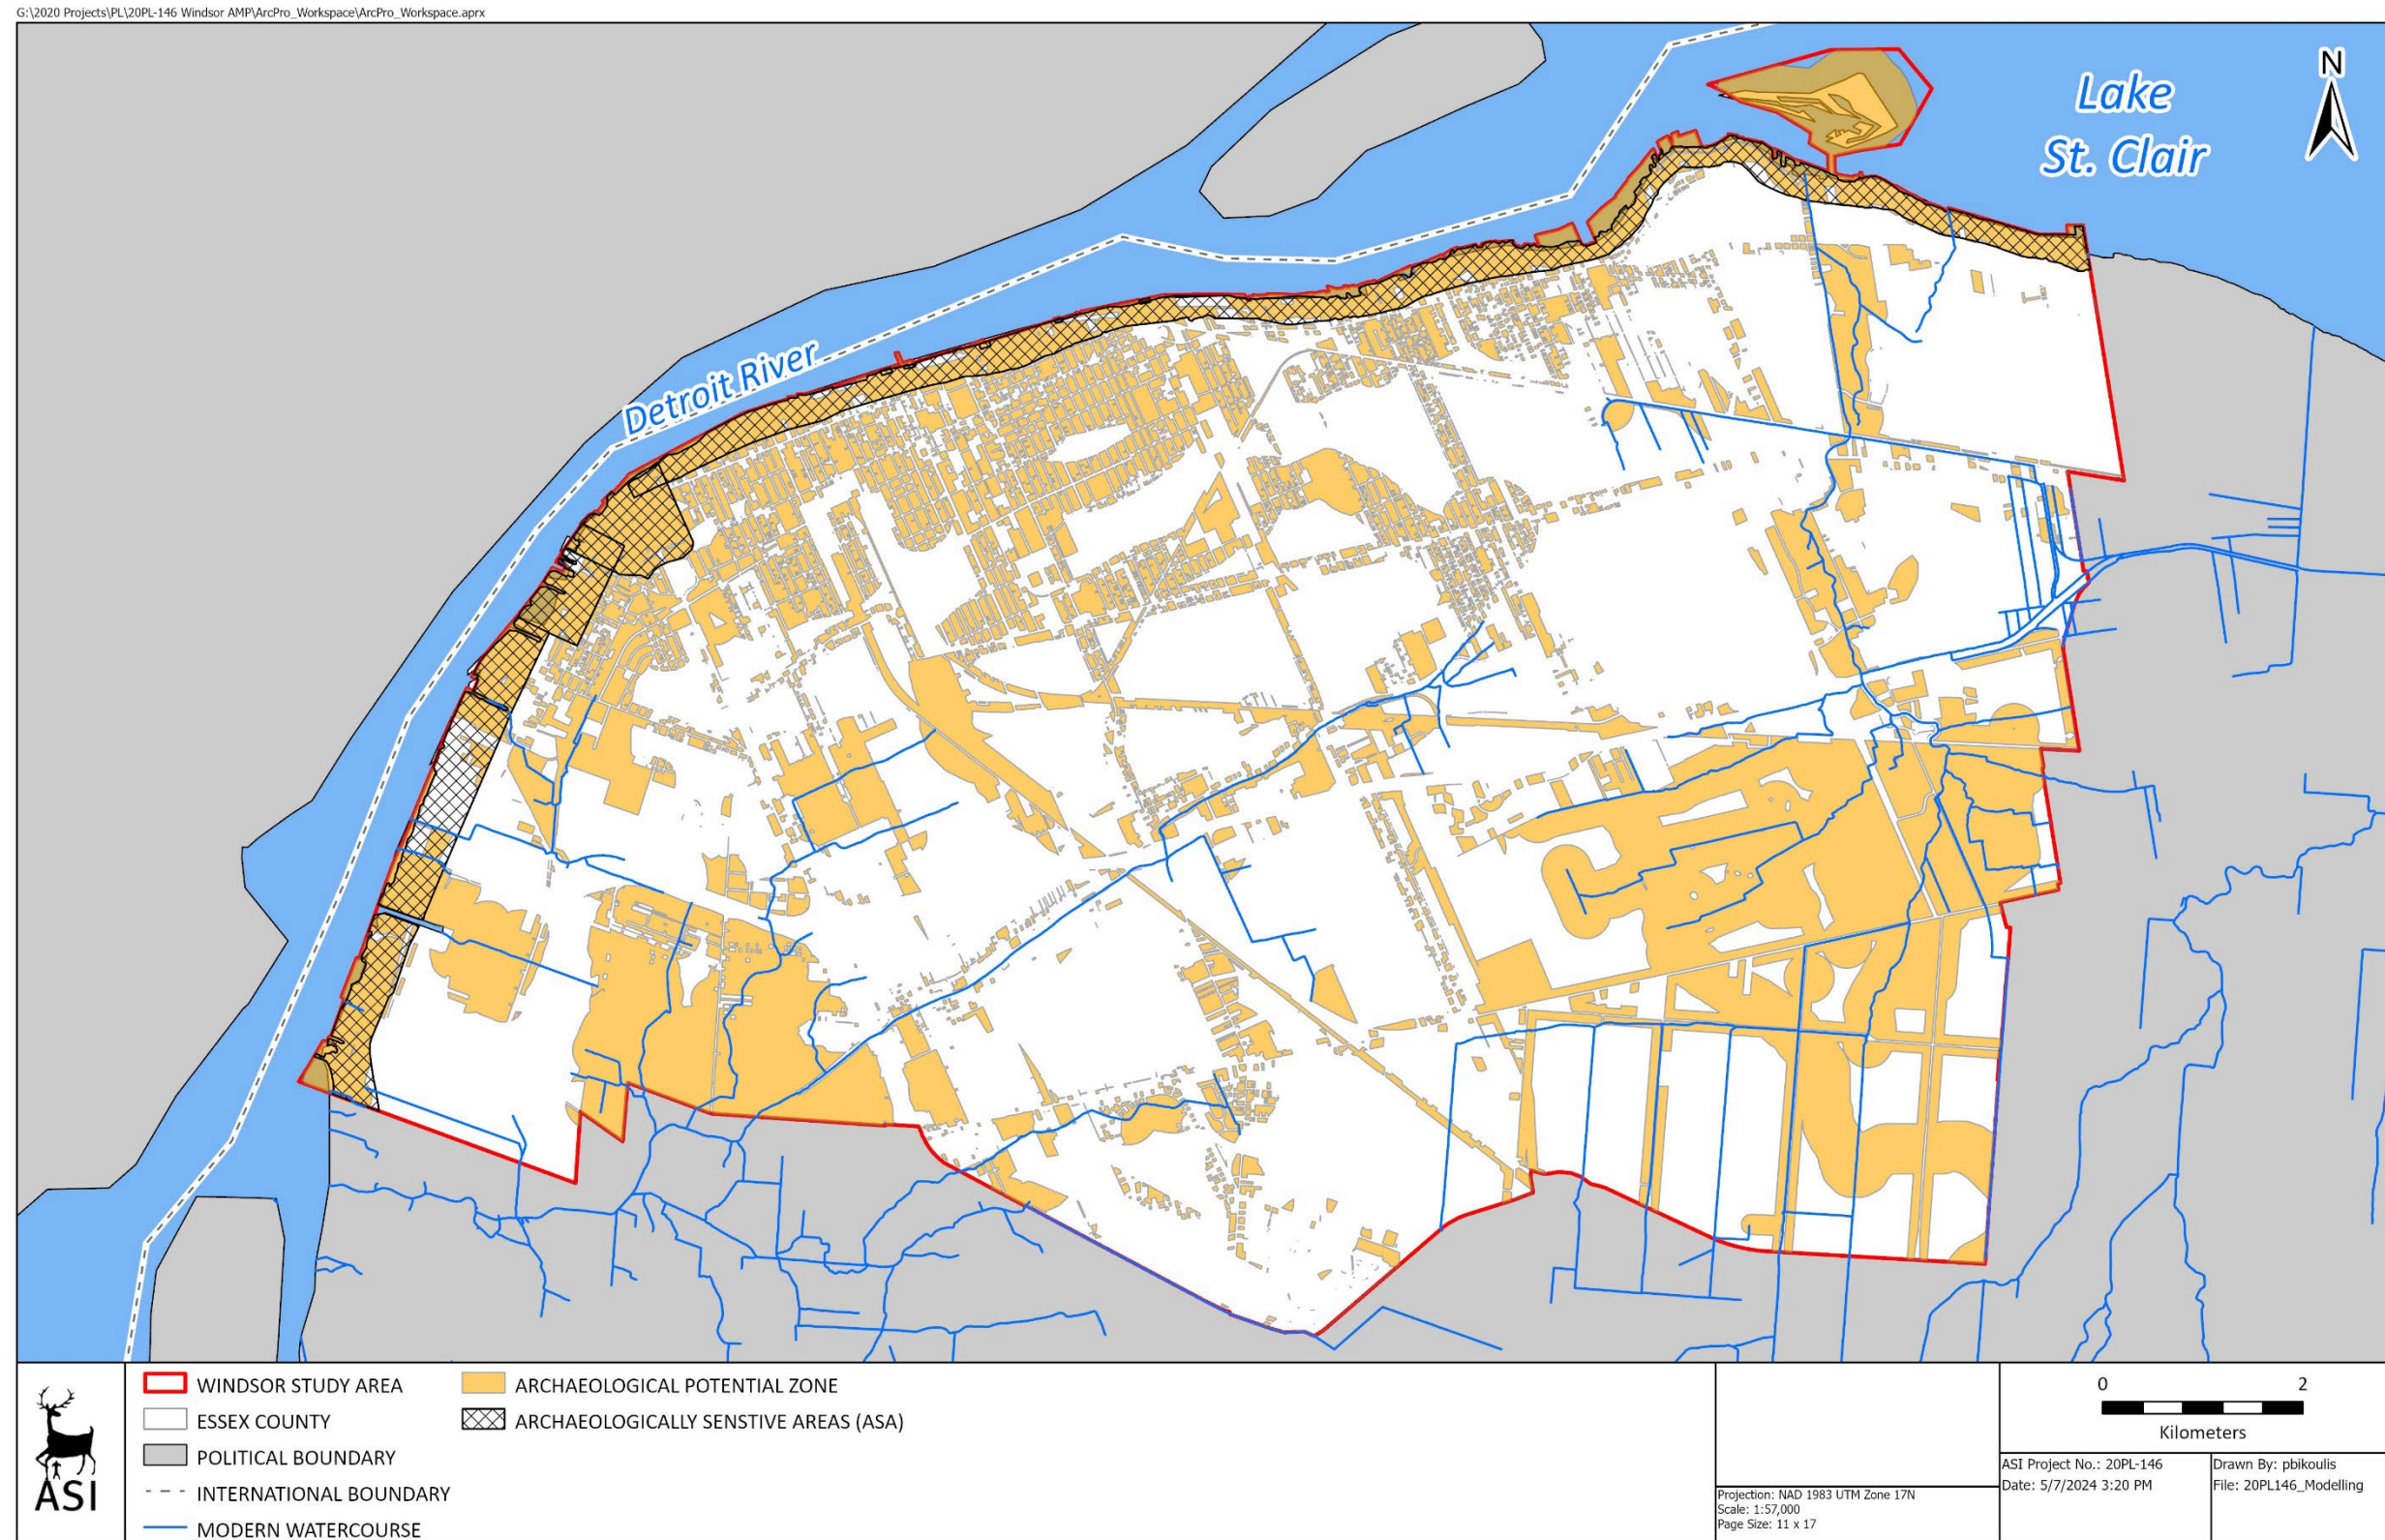 G:\2020 Projects\PL\20PL-146 Windsor AMP\ArcPro_Workspace\ArcPro_Workspace.aprx
N
Lake
St. Clair
Detroit River
WINDSOR STUDY AREA
ESSEX COUNTY
POLITICAL BOUNDARY
INTERNATIONAL BOUNDARY
MODERN WATERCOURSE
ARCHAEOLOGICAL POTENTIAL ZONE
ARCHAEOLOGICALLY SENSTIVE AREAS (ASA)
ASI
Projection: NAD 1983 UTM Zone 17N
Scale: 1:57,000
Page Size: 11 x 17
0 2
Kilometers
ASI Project No.: 20PL-146
Date: 5/7/2024 3:20 PM
Drawn By: pbikoulis
File: 20PL146_Modelling